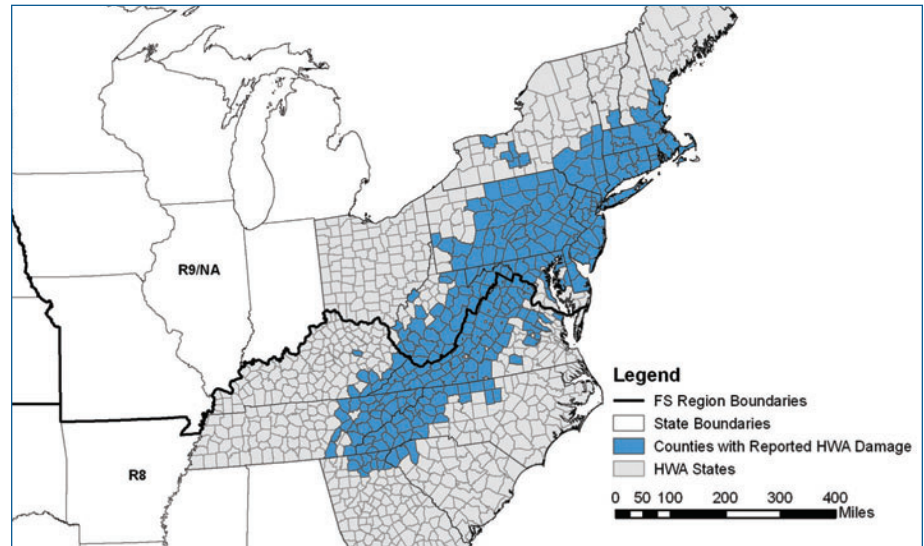 R9/NA
R8
Legend
FS Region Boundaries
State Boundaries
Counties with Reported HWA Damage
HWA States
0 50 100 200 300 400
Miles